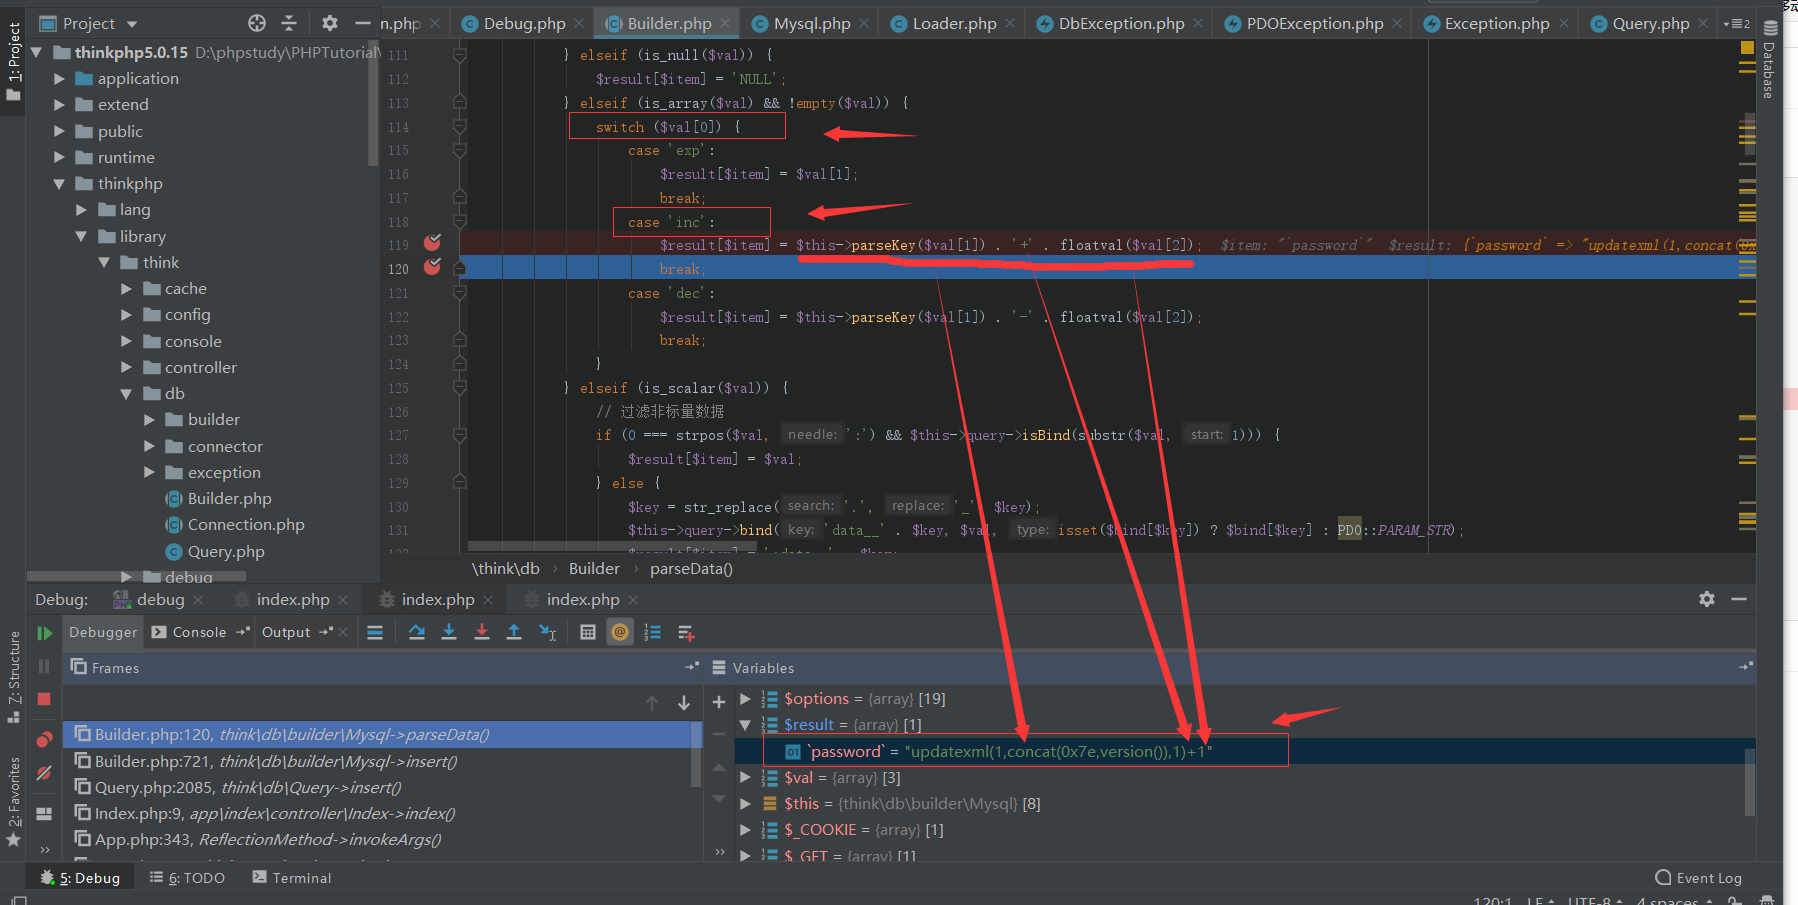 Project
n.php
Debug.php
Builder.php
Mysql.php
Loader.php
DbException.php
PDOException.php
Exception.php
Query.php
2
1: Project
Database
thinkphp5.0.15 D:\phpstudy\PHPTutorial\
application
extend
public
runtime
thinkphp
lang
library
think
cache
config
console
controller
db
builder
connector
exception
Builder.php
Connection.php
Query.php
debug
111 } elseif (is_null($val)) {
112 $result[$item] = 'NULL';
113 } elseif (is_array($val) && !empty($val)) {
114 switch ($val[0]) {
115 case 'exp':
116 $result[$item] = $val[1];
117 break;
118 case 'inc':
119 $result[$item] = $this->parseKey($val[1]) . '+' . floatval($val[2]); $item: "`password`" $result: {`password` => "updatexml(1,concat(0x
120 break;
121 case 'dec':
122 $result[$item] = $this->parseKey($val[1]) . '-' . floatval($val[2]);
123 break;
124 }
125 } elseif (is_scalar($val)) {
126 // 过滤非标量数据
127 if (0 === strpos($val, needle: ':') && $this->query->isBind(substr($val, start: 1))) {
128 $result[$item] = $val;
129 } else {
130 $key = str_replace( search: '.', replace: '_', $key);
131 $this->query->bind( key: 'data__' . $key, $val, type: isset($bind[$key]) ? $bind[$key] : PDO::PARAM_STR);
\think\db › Builder › parseData()
Debug: debug index.php index.php index.php
Debugger Console Output
Frames
Variables
Builder.php:120, think\db\builder\Mysql->parseData()
Builder.php:721, think\db\builder\Mysql->insert()
Query.php:2085, think\db\Query->insert()
Index.php:9, app\index\controller\Index->index()
App.php:343, ReflectionMethod->invokeArgs()
$options = {array} [19]
$result = {array} [1]
`password` = "updatexml(1,concat(0x7e,version()),1)+1"
$val = {array} [3]
$this = {think\db\builder\Mysql} [8]
$_COOKIE = {array} [1]
$_GET = {array} [1]
Z: Structure
2: Favorites
5: Debug 6: TODO Terminal
Event Log
120:1 LF UTF-8 4 spaces